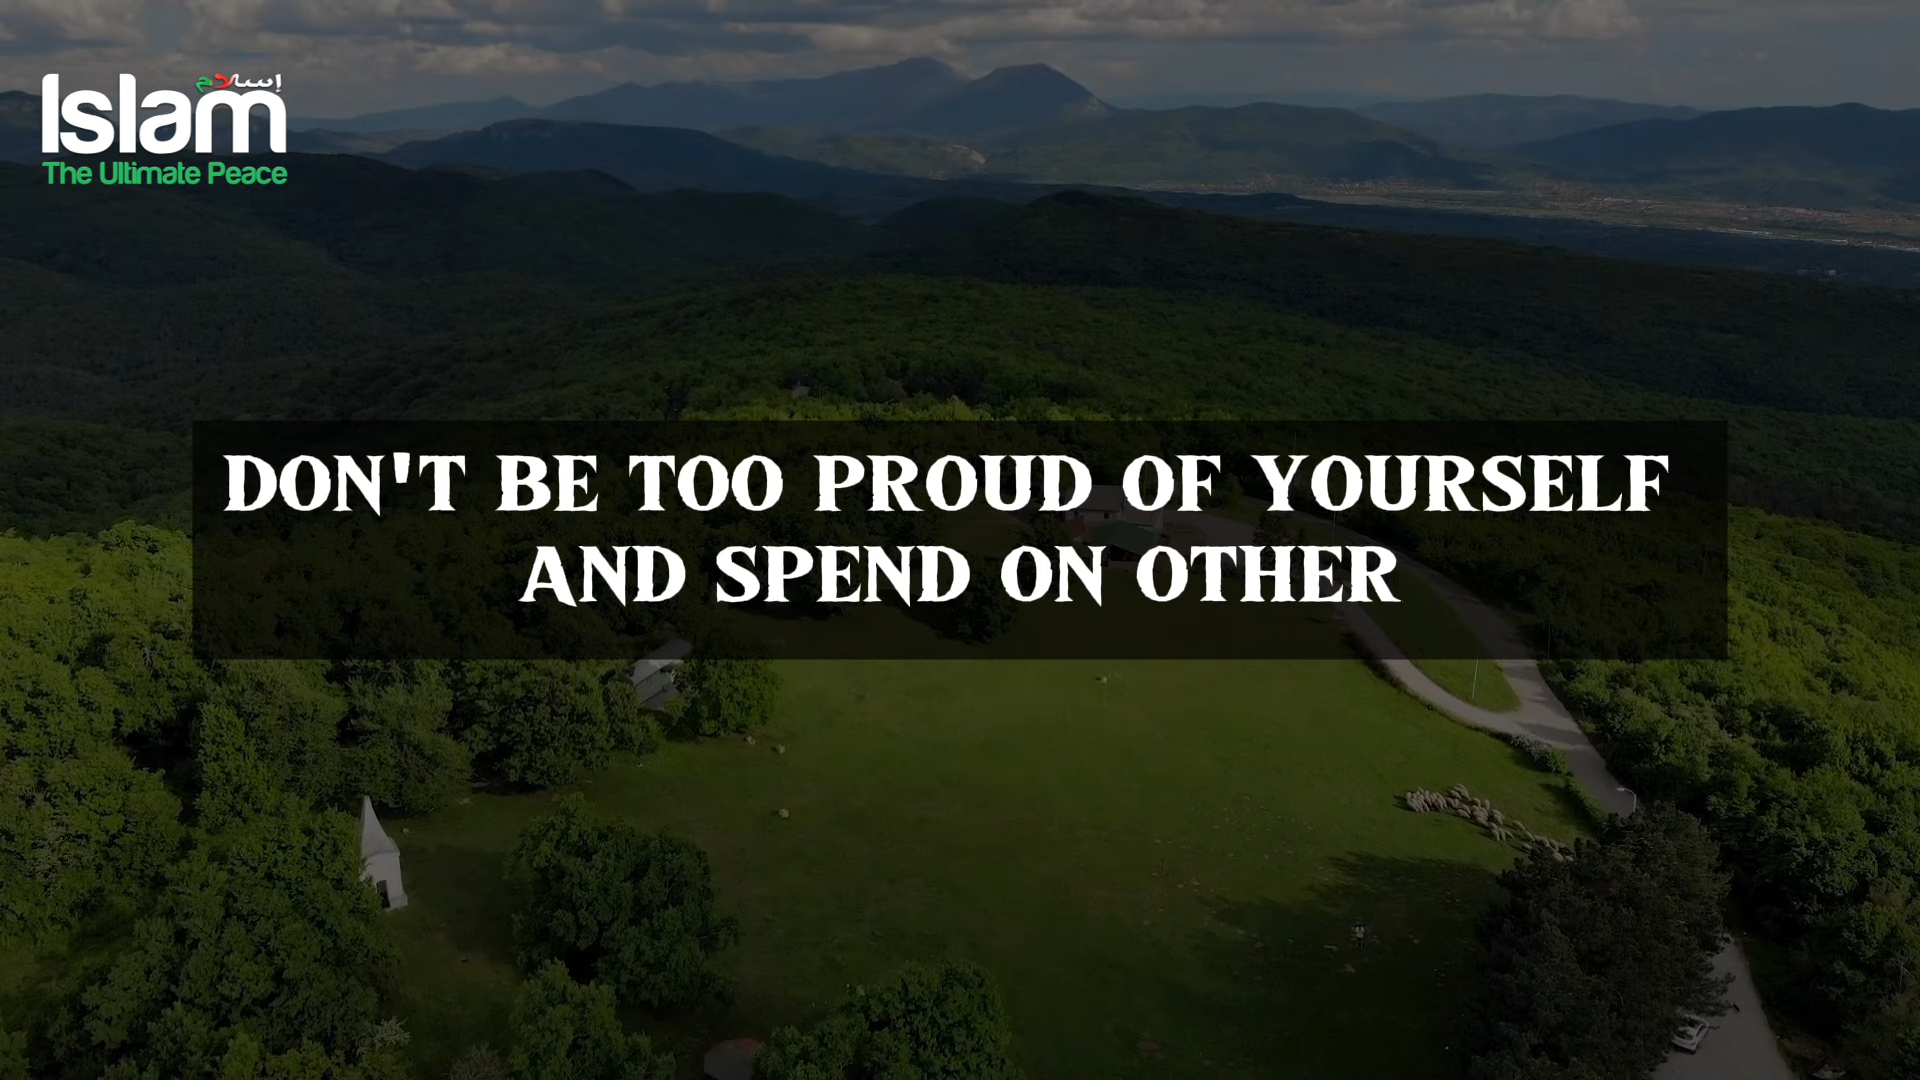 إسلام
Islam
The Ultimate Peace
DON'T BE TOO PROUD OF YOURSELF
AND SPEND ON OTHER